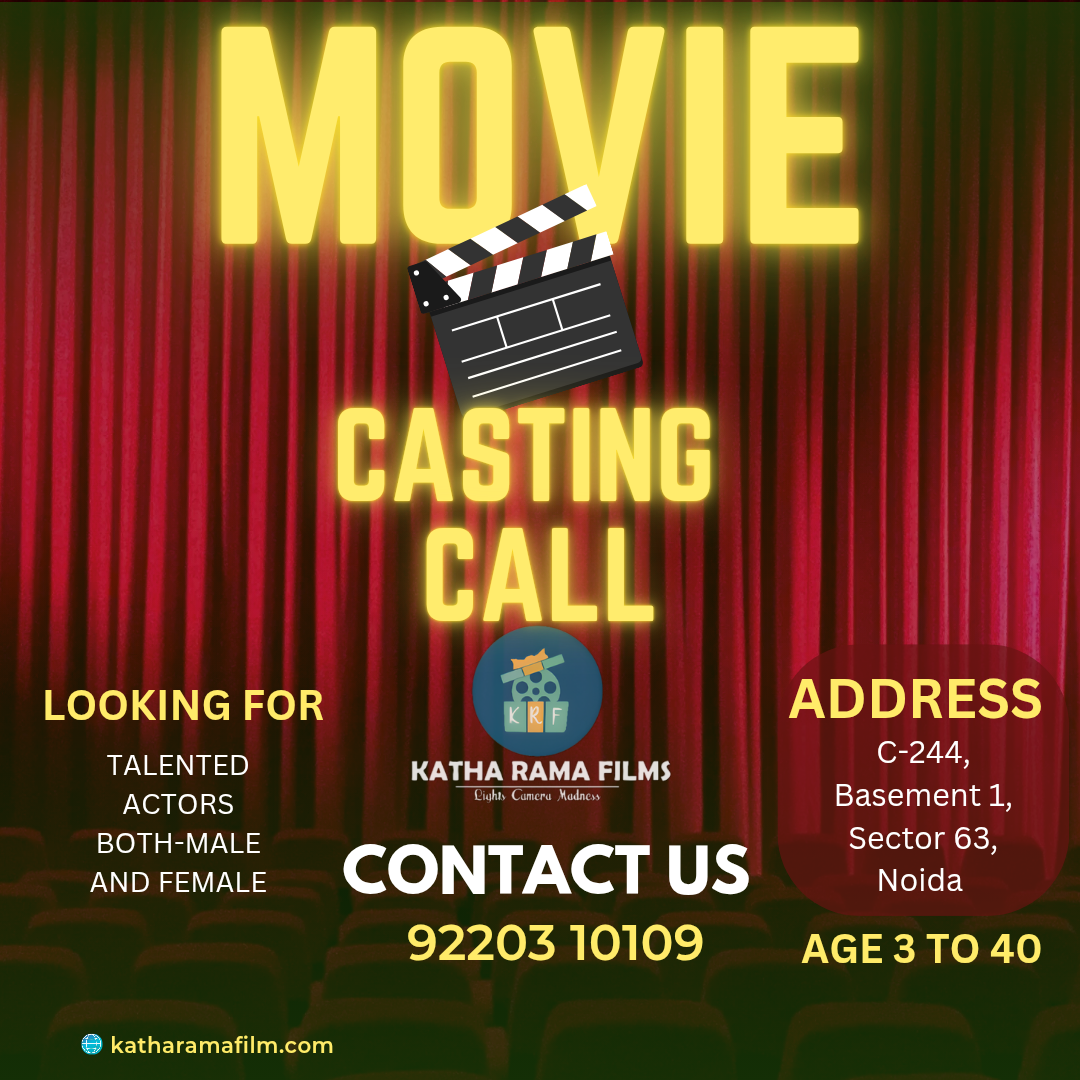 MOVIE
CASTING
CALL
K R F
KATHA RAMA FILMS
Lights Camera Madness
LOOKING FOR
TALENTED
ACTORS
BOTH-MALE
AND FEMALE
CONTACT US
92203 10109
ADDRESS
C-244,
Basement 1,
Sector 63,
Noida
AGE 3 TO 40
katharamafilm.com